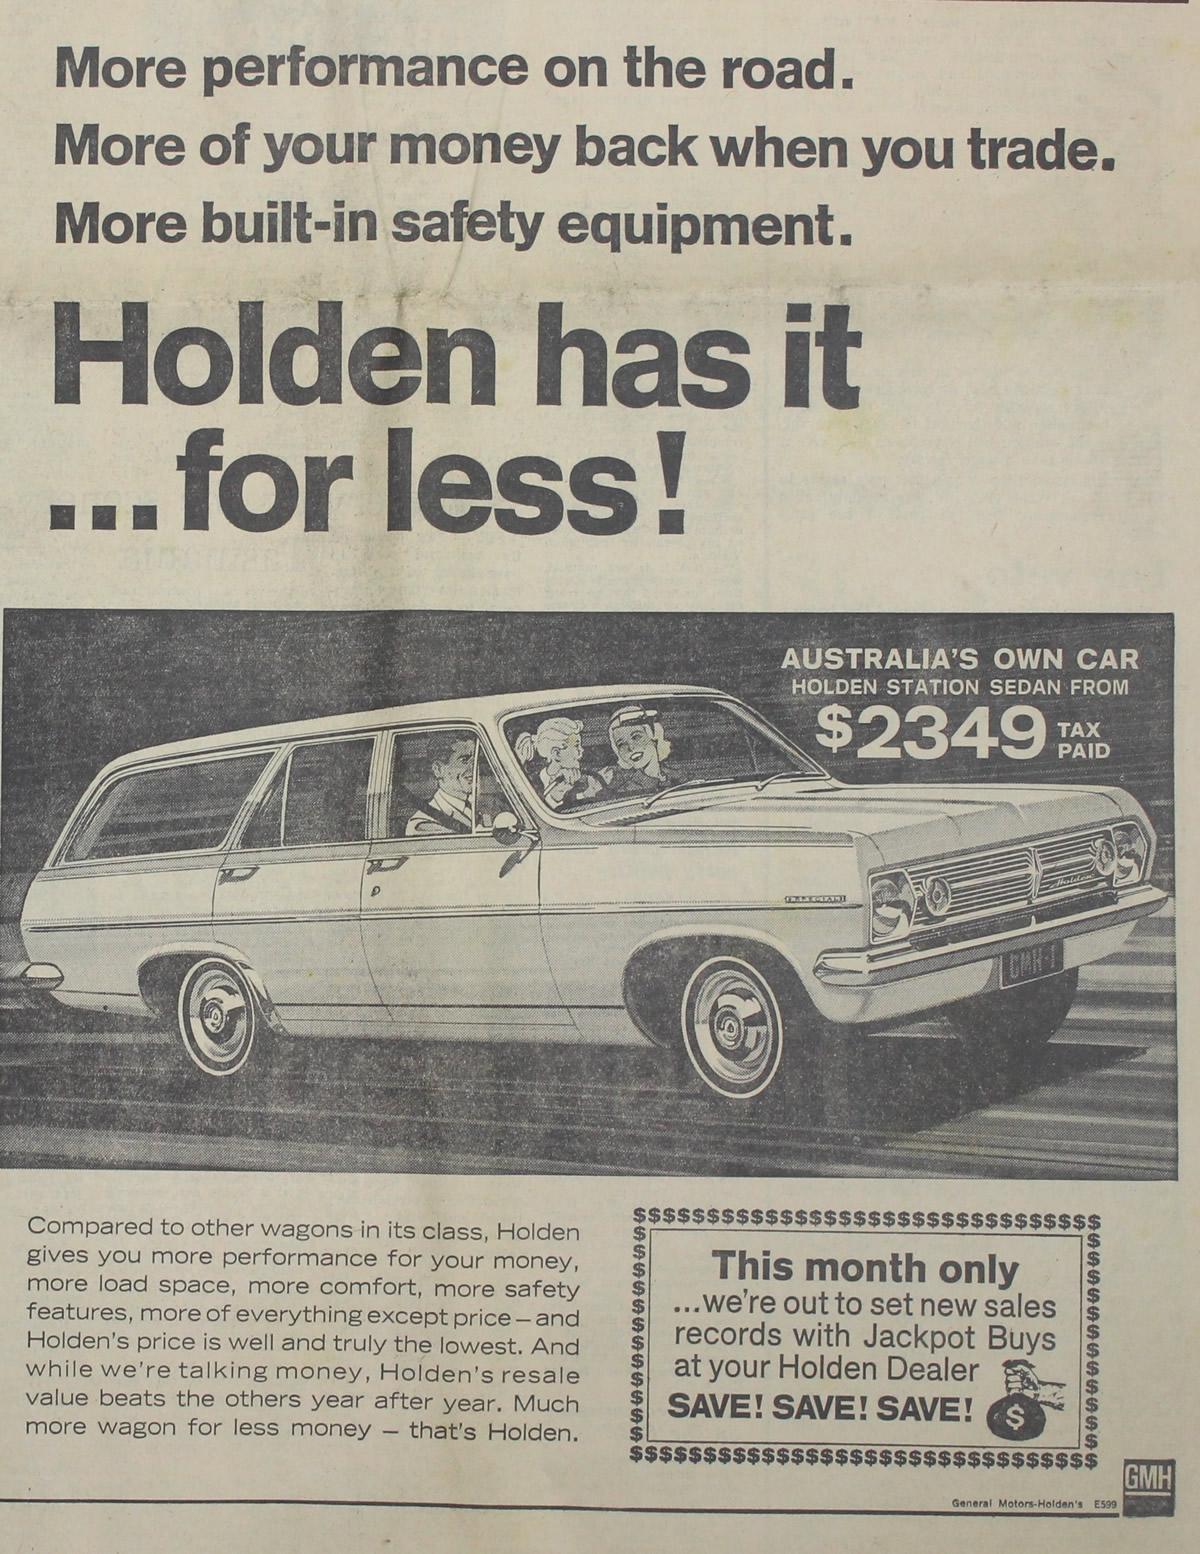 More performance on the road.
More of your money back when you trade.
More built-in safety equipment.
Holden has it
...for less!
AUSTRALIA'S OWN CAR
HOLDEN STATION SEDAN FROM
$2349 TAX PAID
Holden
GMH-1
Compared to other wagons in its class, Holden
gives you more performance for your money,
more load space, more comfort, more safety
features, more of everything except price – and
Holden's price is well and truly the lowest. And
while we're talking money, Holden's resale
value beats the others year after year. Much
more wagon for less money – that's Holden.
$$$$$$$$$$$$$$$$$$$$$$$$$$$$$$$$
This month only
...we're out to set new sales
records with Jackpot Buys
at your Holden Dealer
SAVE! SAVE! SAVE!
$
$$$$$$$$$$$$$$$$$$$$$$$$$$$$$$$$
GMH
General Motors-Holden's E599